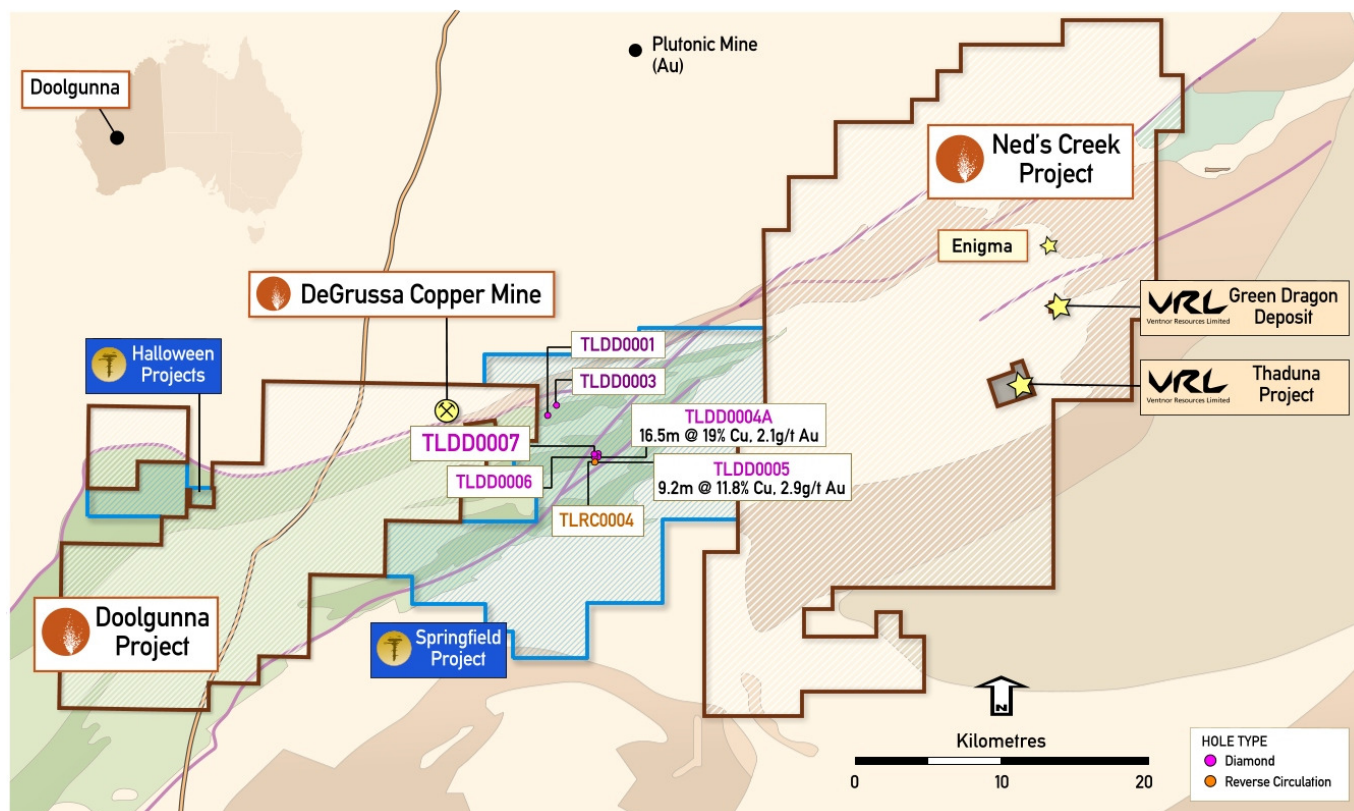 Plutonic Mine
(Au)
Doolgunna
Ned's Creek
Project
Enigma
DeGrussa Copper Mine
VRL
Ventnor Resources Limited
Green Dragon
Deposit
Halloween
Projects
TLDD0001
TLDD0003
VRL
Ventnor Resources Limited
Thaduna
Project
TLDD0004A
16.5m @ 19% Cu, 2.1g/t Au
TLDD0007
TLDD0005
9.2m @ 11.8% Cu, 2.9g/t Au
TLDD0006
TLRC0004
Doolgunna
Project
Springfield
Project
N
Kilometres
0
10
20
HOLE TYPE
Diamond
Reverse Circulation